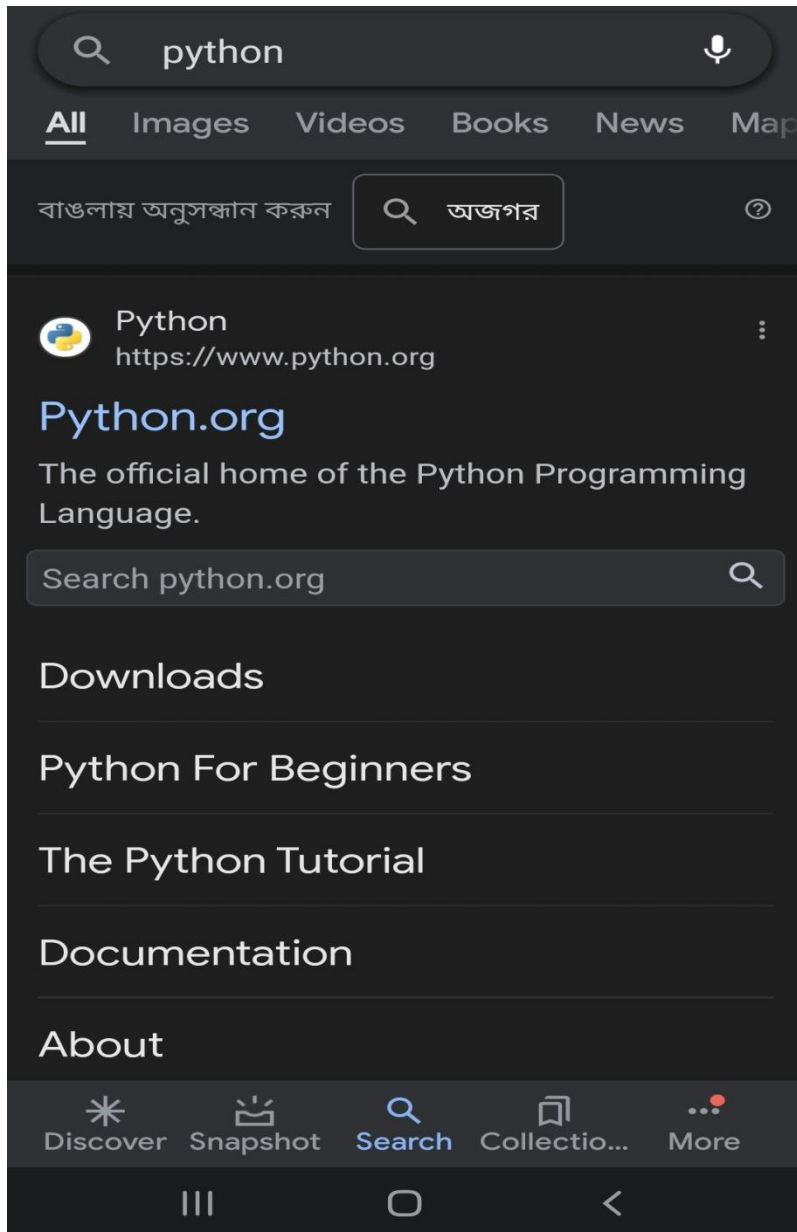 python
All Images Videos Books News Map
বাঙলায় অনুসন্ধান করুন অজগর
Python
https://www.python.org
Python.org
The official home of the Python Programming
Language.
Search python.org
Downloads
Python For Beginners
The Python Tutorial
Documentation
About
Discover Snapshot Search Collectio... More